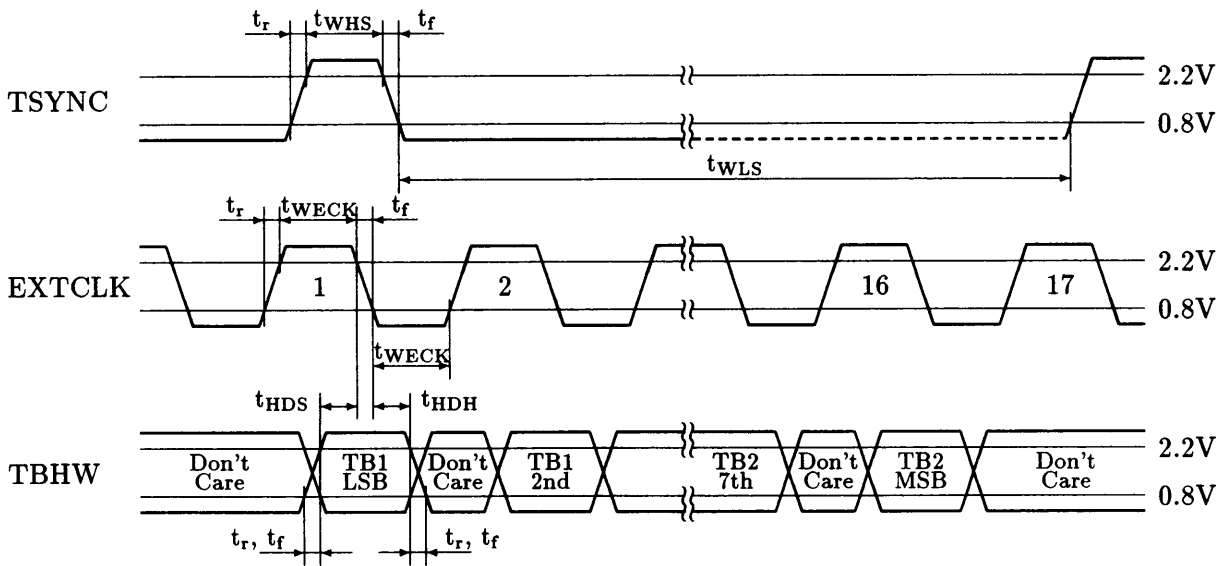 tr tWHS tf
2.2V
TSYNC
0.8V
tWLS
tr tWECK tf
2.2V
EXTCLK 1 2 16 17
0.8V
tWECK
tHDS tHDH
2.2V
Don't TB1 Don't TB1 TB2 Don't TB2 Don't
TBHW
Care LSB Care 2nd 7th Care MSB Care
0.8V
tr, tf tr, tf